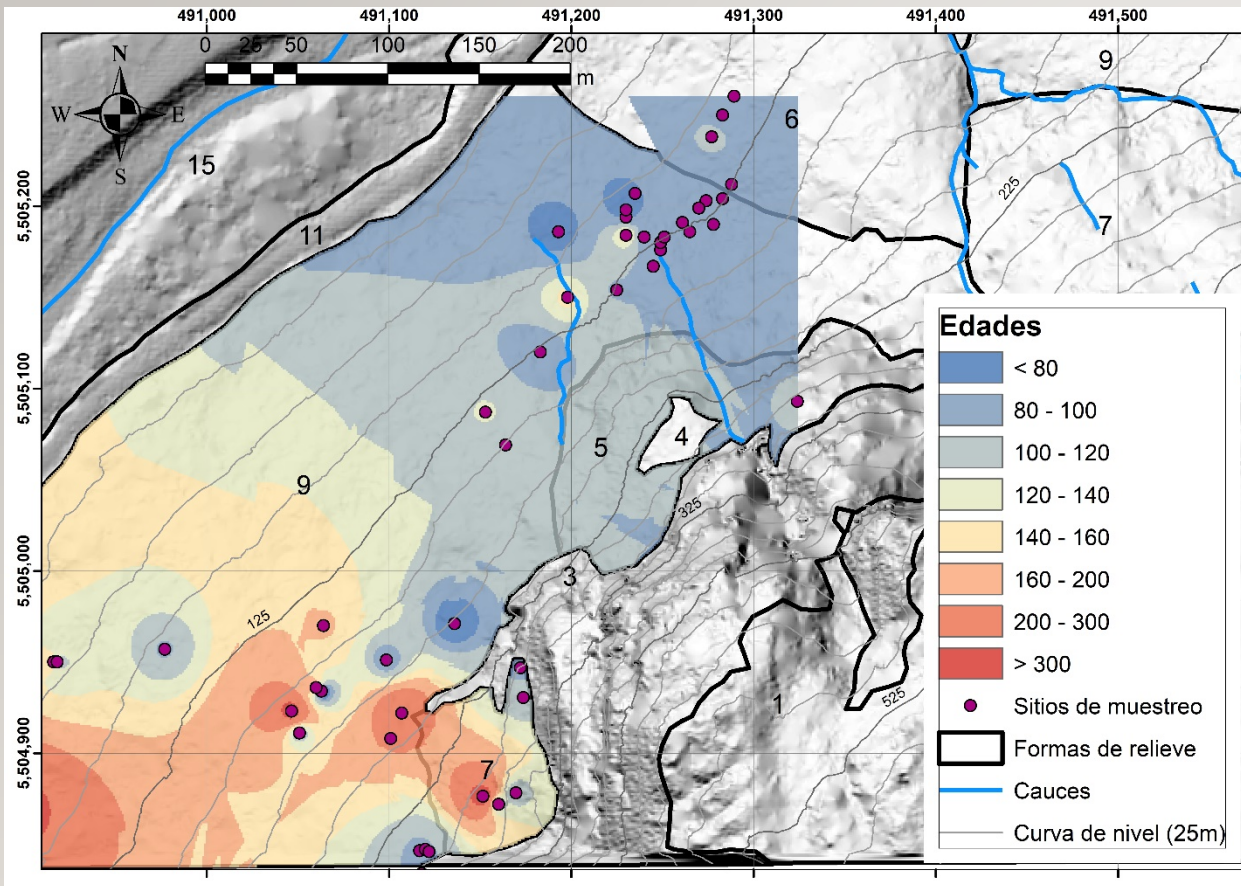 491,000 491,100 491,200 491,300 491,400 491,500
0 25 50 100 150 200
m
N
W E
S
5,505,200
5,505,100
5,505,000
5,504,900
15
11
9
6
9
225
7
5
4
325
9
3
125
1
525
7
Edades
< 80
80 - 100
100 - 120
120 - 140
140 - 160
160 - 200
200 - 300
> 300
Sitios de muestreo
Formas de relieve
Cauces
Curva de nivel (25m)